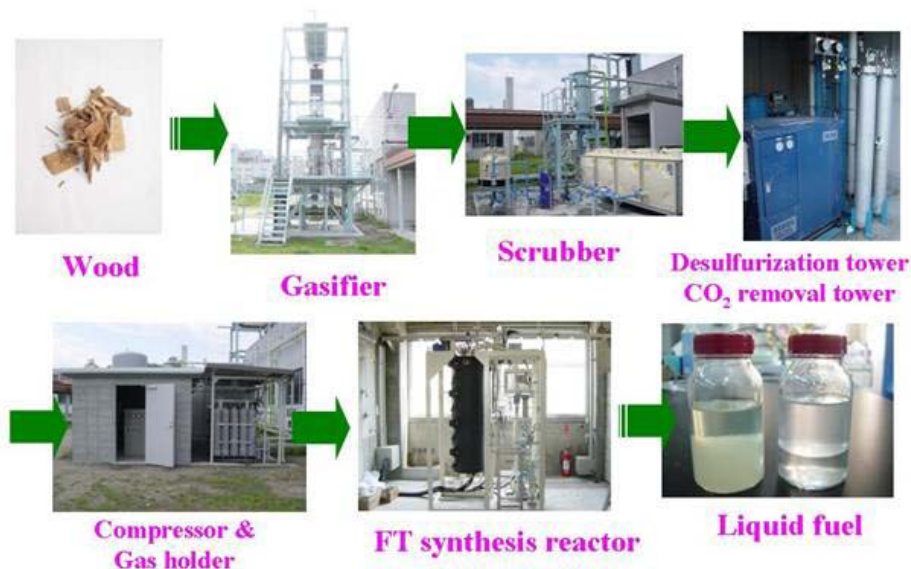 Wood
Gasifier
Scrubber
Desulfurization tower
CO₂ removal tower
Compressor &
Gas holder
FT synthesis reactor
Liquid fuel